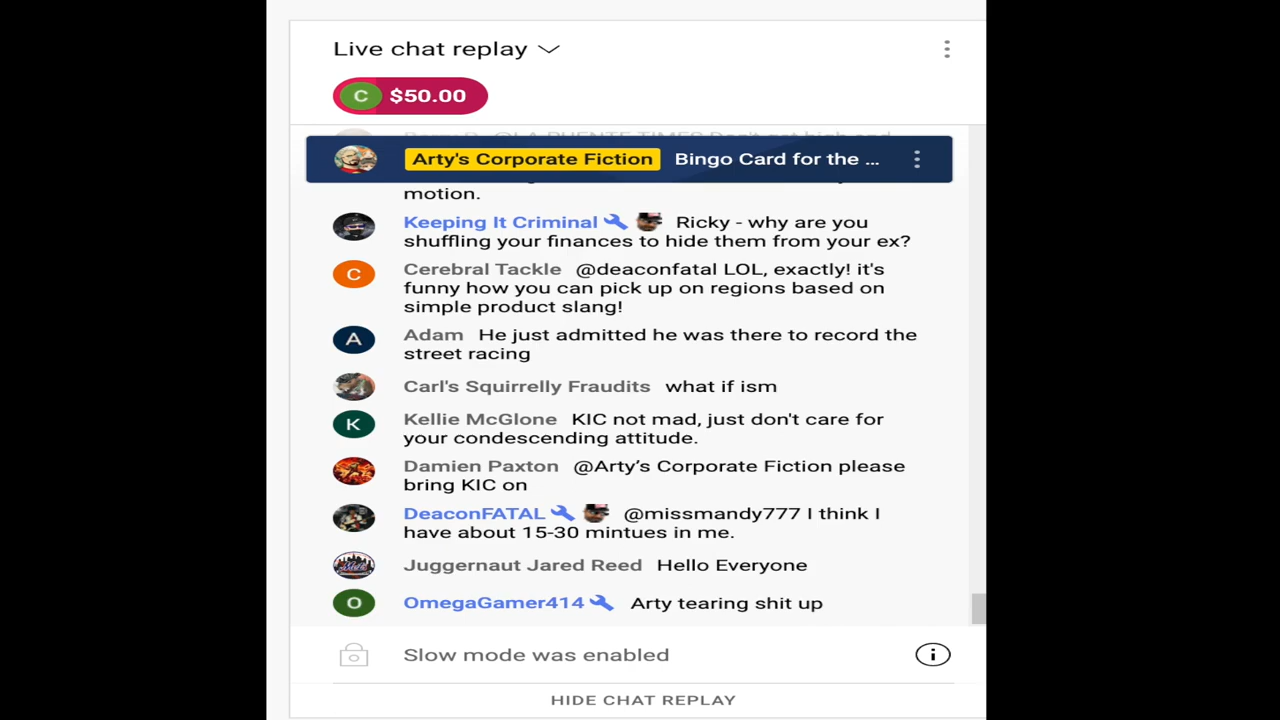 Live chat replay
C $50.00
Arty's Corporate Fiction Bingo Card for the ...
motion.
Keeping It Criminal Ricky - why are you
shuffling your finances to hide them from your ex?
C Cerebral Tackle @deaconfatal LOL, exactly! it's
funny how you can pick up on regions based on
simple product slang!
A Adam He just admitted he was there to record the
street racing
Carl's Squirrelly Fraudits what if ism
K Kellie McGlone KIC not mad, just don't care for
your condescending attitude.
Damien Paxton @Arty’s Corporate Fiction please
bring KIC on
DeaconFATAL @missmandy777 I think I
have about 15-30 mintues in me.
Juggernaut Jared Reed Hello Everyone
O OmegaGamer414 Arty tearing shit up
Slow mode was enabled
HIDE CHAT REPLAY